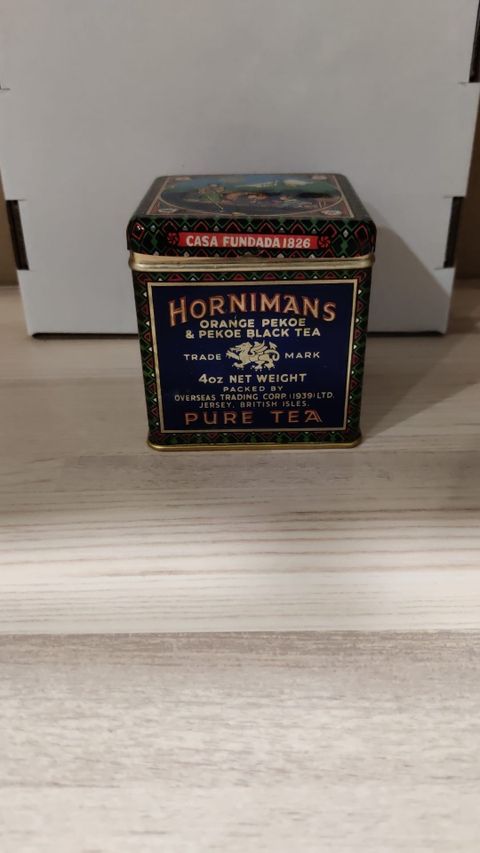 CASA FUNDADA 1826
HORNIMANS
ORANGE PEKOE
& PEKOE BLACK TEA
TRADE MARK
4oz NET WEIGHT
PACKED BY
OVERSEAS TRADING CORP. (1939) LTD.
JERSEY, BRITISH ISLES.
PURE TEA